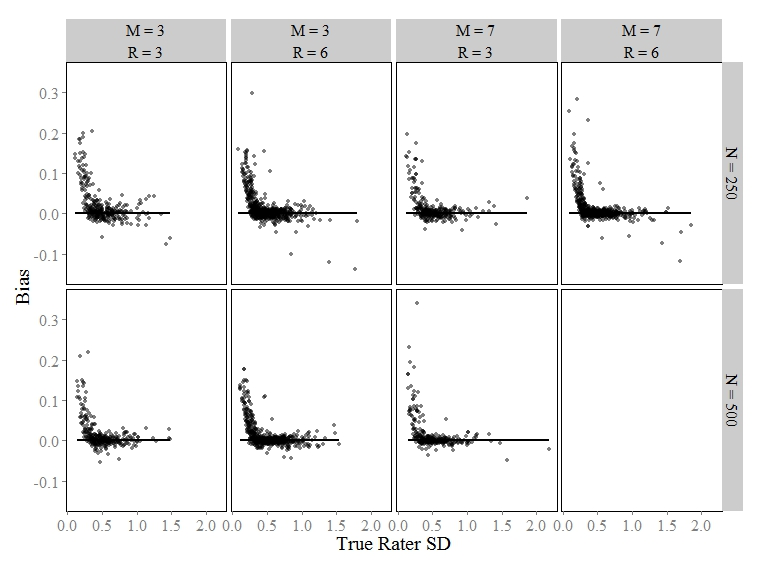 M = 3 M = 3 M = 7 M = 7
R = 3 R = 6 R = 3 R = 6
0.3
0.2
0.1
0.0
-0.1
N = 250
Bias
0.3
0.2
0.1
0.0
-0.1
N = 500
0.0 0.5 1.0 1.5 2.0 0.0 0.5 1.0 1.5 2.0 0.0 0.5 1.0 1.5 2.0 0.0 0.5 1.0 1.5 2.0
True Rater SD